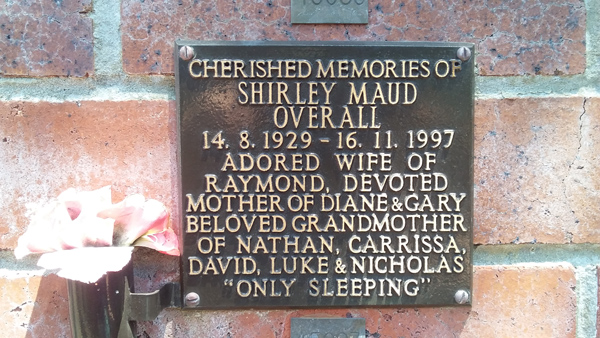 CHERISHED MEMORIES OF
SHIRLEY MAUD
OVERALL
14. 8. 1929 - 16. 11. 1997
ADORED WIFE OF
RAYMOND, DEVOTED
MOTHER OF DIANE & GARY
BELOVED GRANDMOTHER
OF NATHAN, CARRISSA,
DAVID, LUKE & NICHOLAS
"ONLY SLEEPING"